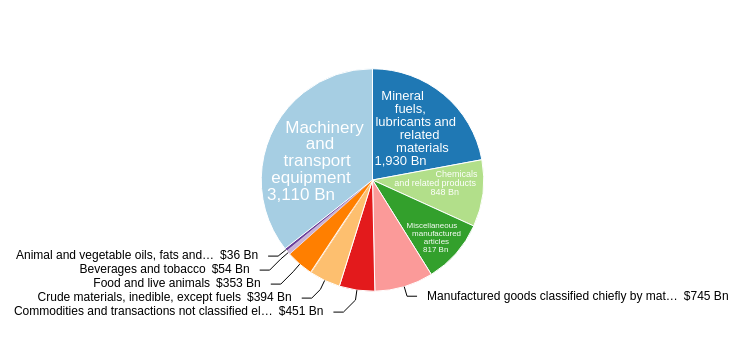 Mineral
fuels,
lubricants and
related
materials
1,930 Bn
Machinery
and
transport
equipment
3,110 Bn
Chemicals
and related products
848 Bn
Miscellaneous
manufactured
articles
817 Bn
Animal and vegetable oils, fats and… $36 Bn
Beverages and tobacco $54 Bn
Food and live animals $353 Bn
Crude materials, inedible, except fuels $394 Bn
Commodities and transactions not classified el… $451 Bn
Manufactured goods classified chiefly by mat… $745 Bn